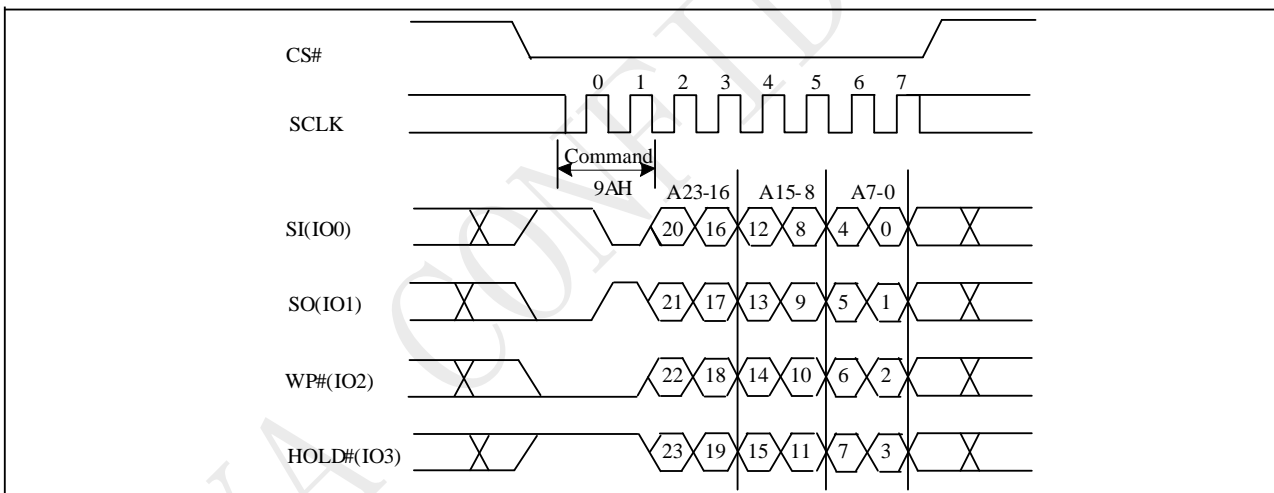 CS#
0 1 2 3 4 5 6 7
SCLK
Command
9AH
A23-16 A15-8 A7-0
SI(IO0) 20 16 12 8 4 0
SO(IO1) 21 17 13 9 5 1
WP#(IO2) 22 18 14 10 6 2
HOLD#(IO3) 23 19 15 11 7 3